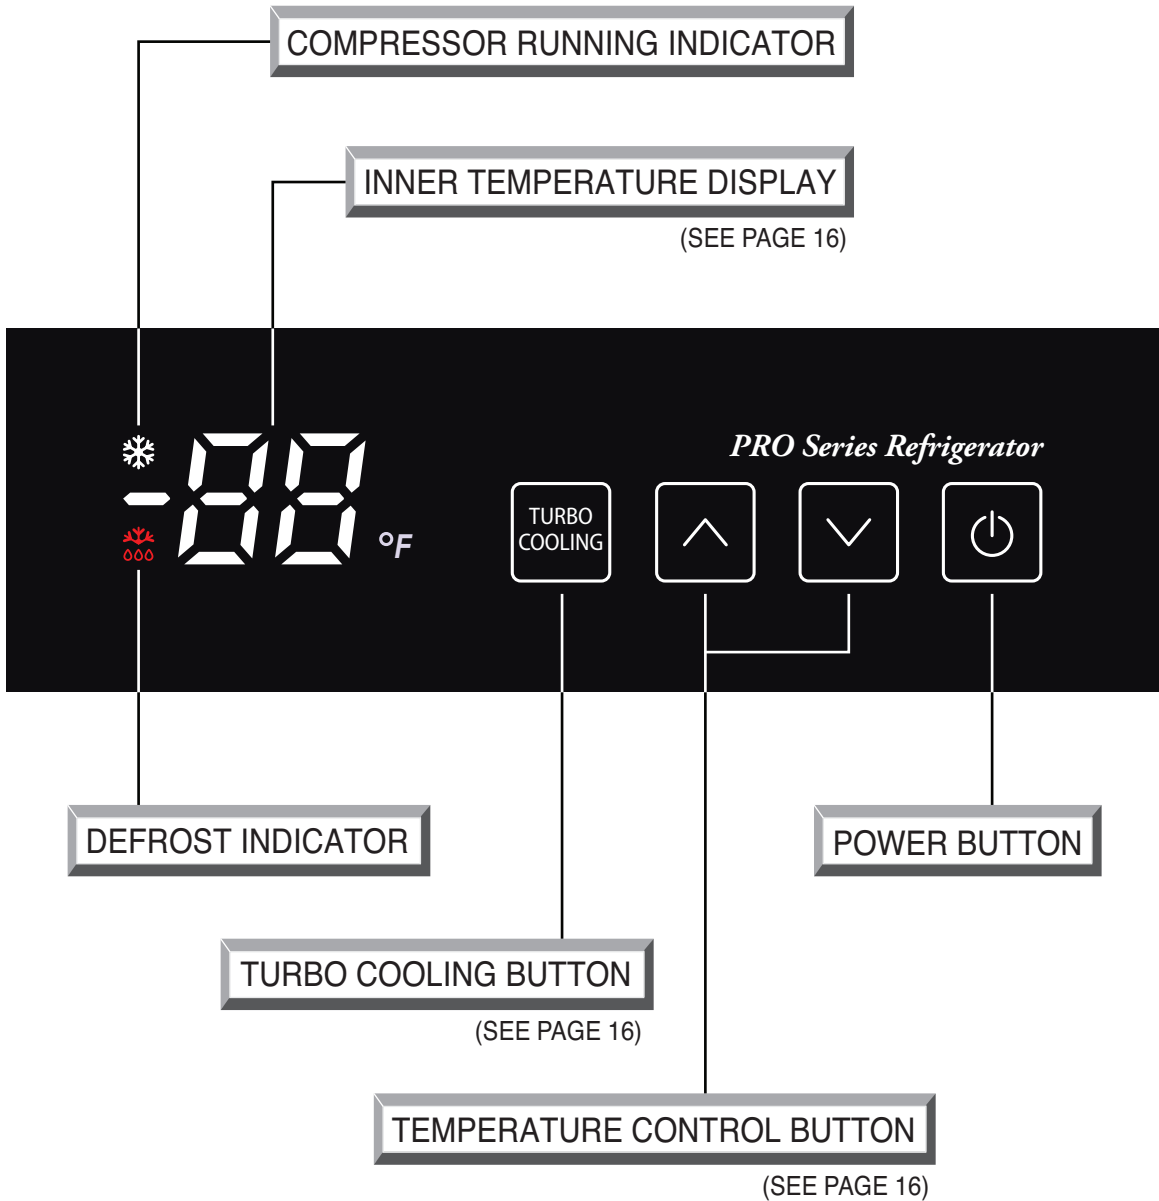 COMPRESSOR RUNNING INDICATOR
INNER TEMPERATURE DISPLAY
(SEE PAGE 16)
PRO Series Refrigerator
-88 °F
TURBO
COOLING
DEFROST INDICATOR
POWER BUTTON
TURBO COOLING BUTTON
(SEE PAGE 16)
TEMPERATURE CONTROL BUTTON
(SEE PAGE 16)